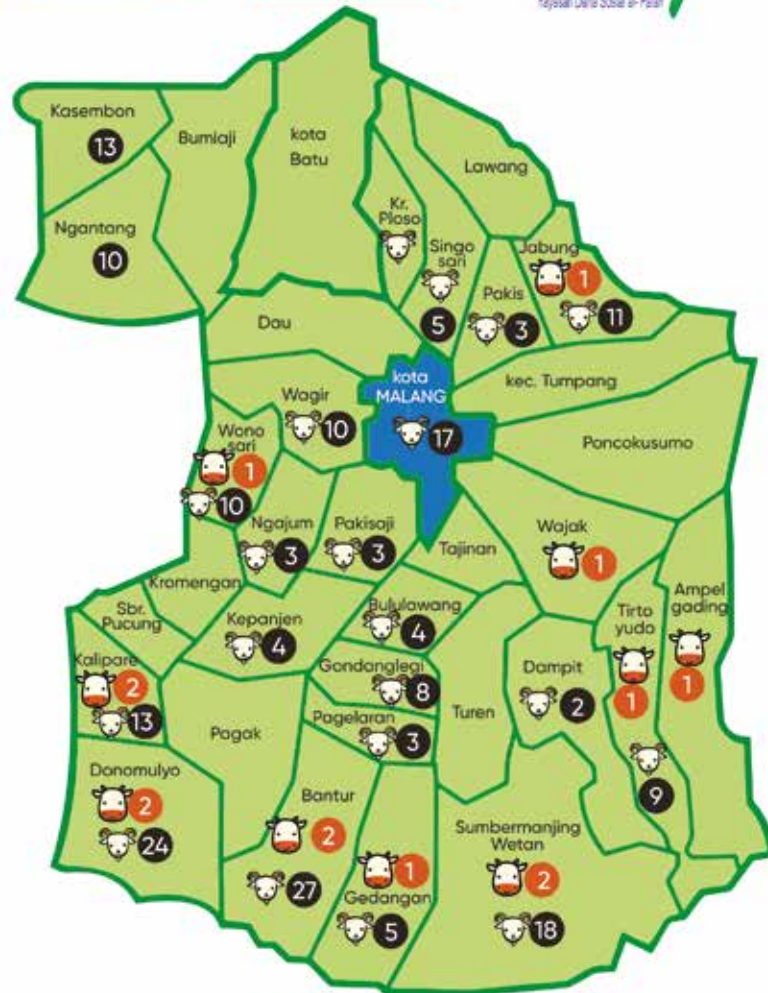 Kasembon
13
Bumiaji
kota
Batu
Lawang
Ngantang
10
Kr.
Ploso
Singo
sari
5
Pakis
3
Jabung
1
11
Dau
kota
MALANG
17
kec. Tumpang
Wagir
10
Poncokusumo
Wono
sari
1
10
Ngajum
3
Pakisaji
3
Tajinan
Wajak
1
Kromengan
Sbr.
Pucung
Kepanjen
4
Bululawang
4
Tirto
yudo
1
9
Ampel
gading
1
Kalipare
2
13
Gondanglegi
8
Dampit
2
Pagak
Pagelaran
3
Turen
Donomulyo
2
24
Bantur
2
27
Gedangan
1
5
Sumbermanjing
Wetan
2
18